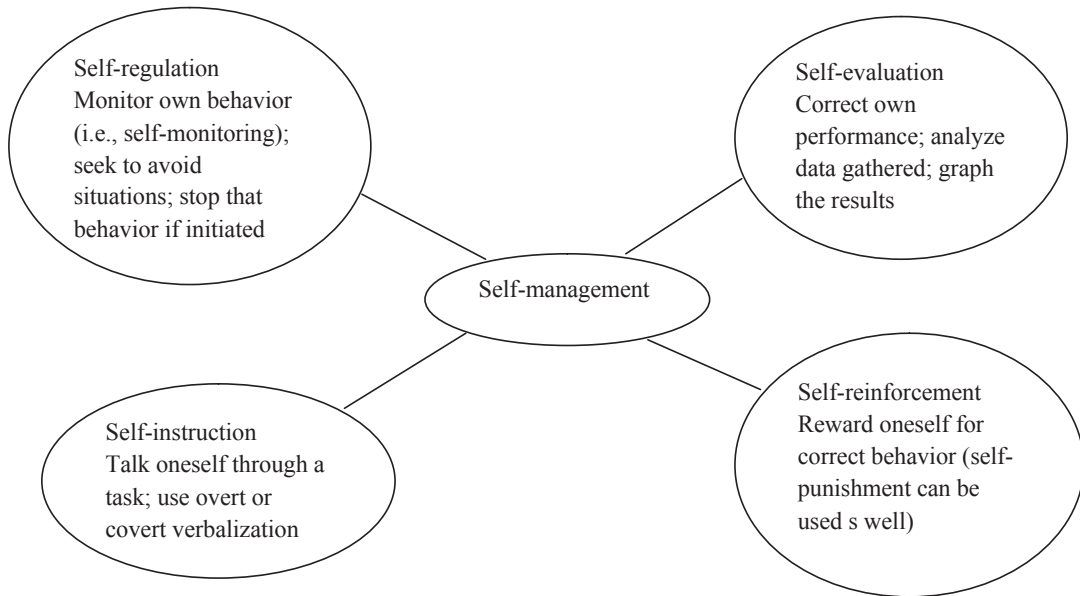 Self-regulation
Monitor own behavior
(i.e., self-monitoring);
seek to avoid
situations; stop that
behavior if initiated
Self-evaluation
Correct own
performance; analyze
data gathered; graph
the results
Self-management
Self-instruction
Talk oneself through a
task; use overt or
covert verbalization
Self-reinforcement
Reward oneself for
correct behavior (self-
punishment can be
used s well)